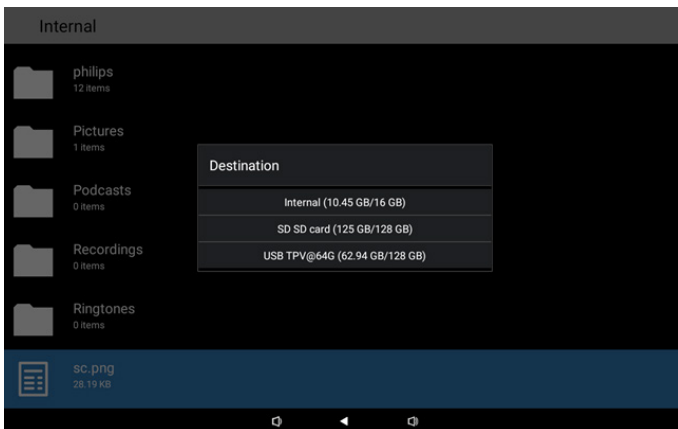 Internal
philips
12 items
Pictures
1 items
Podcasts
0 items
Recordings
0 items
Ringtones
0 items
sc.png
28.19 KB
Destination
Internal (10.45 GB/16 GB)
SD SD card (125 GB/128 GB)
USB TPV@64G (62.94 GB/128 GB)